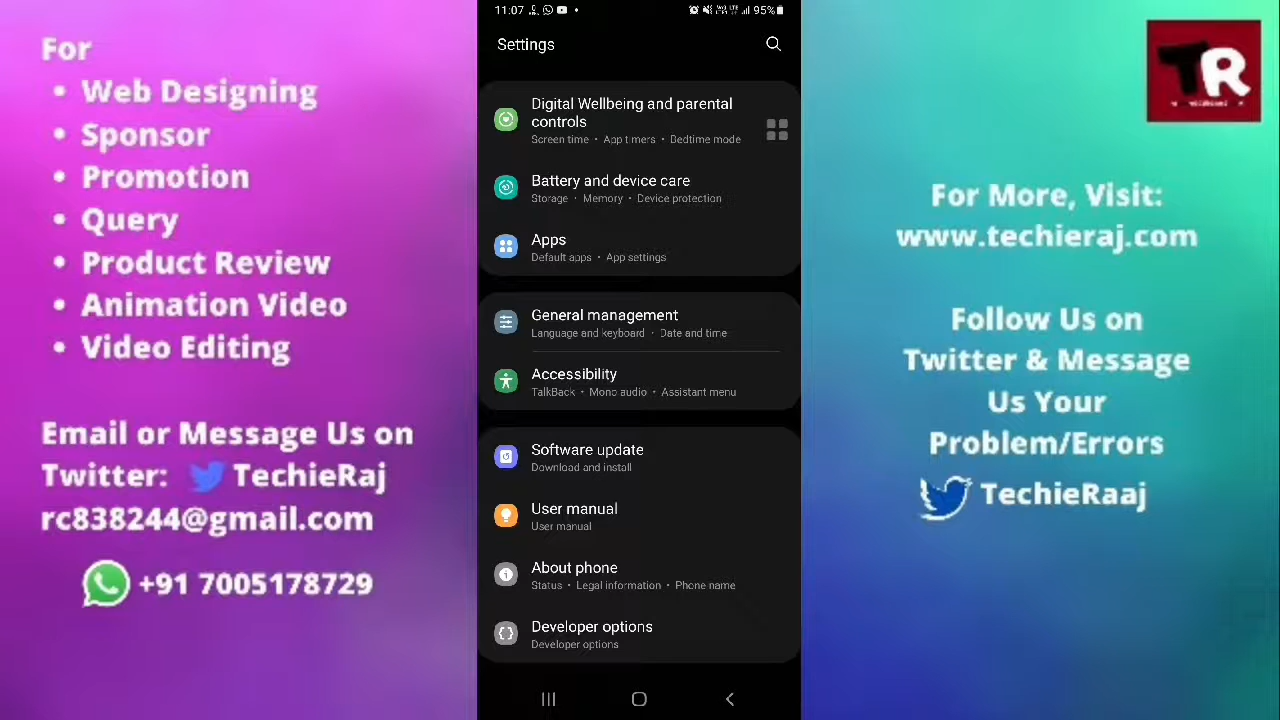 For
• Web Designing
• Sponsor
• Promotion
• Query
• Product Review
• Animation Video
• Video Editing
Email or Message Us on
Twitter: TechieRaj
rc838244@gmail.com
+91 7005178729
11:07
95%
Settings
Digital Wellbeing and parental
controls
Screen time • App timers • Bedtime mode
Battery and device care
Storage • Memory • Device protection
Apps
Default apps • App settings
General management
Language and keyboard • Date and time
Accessibility
TalkBack • Mono audio • Assistant menu
Software update
Download and install
User manual
User manual
About phone
Status • Legal information • Phone name
Developer options
Developer options
TR
For More, Visit:
www.techieraj.com
Follow Us on
Twitter & Message
Us Your
Problem/Errors
TechieRaaj